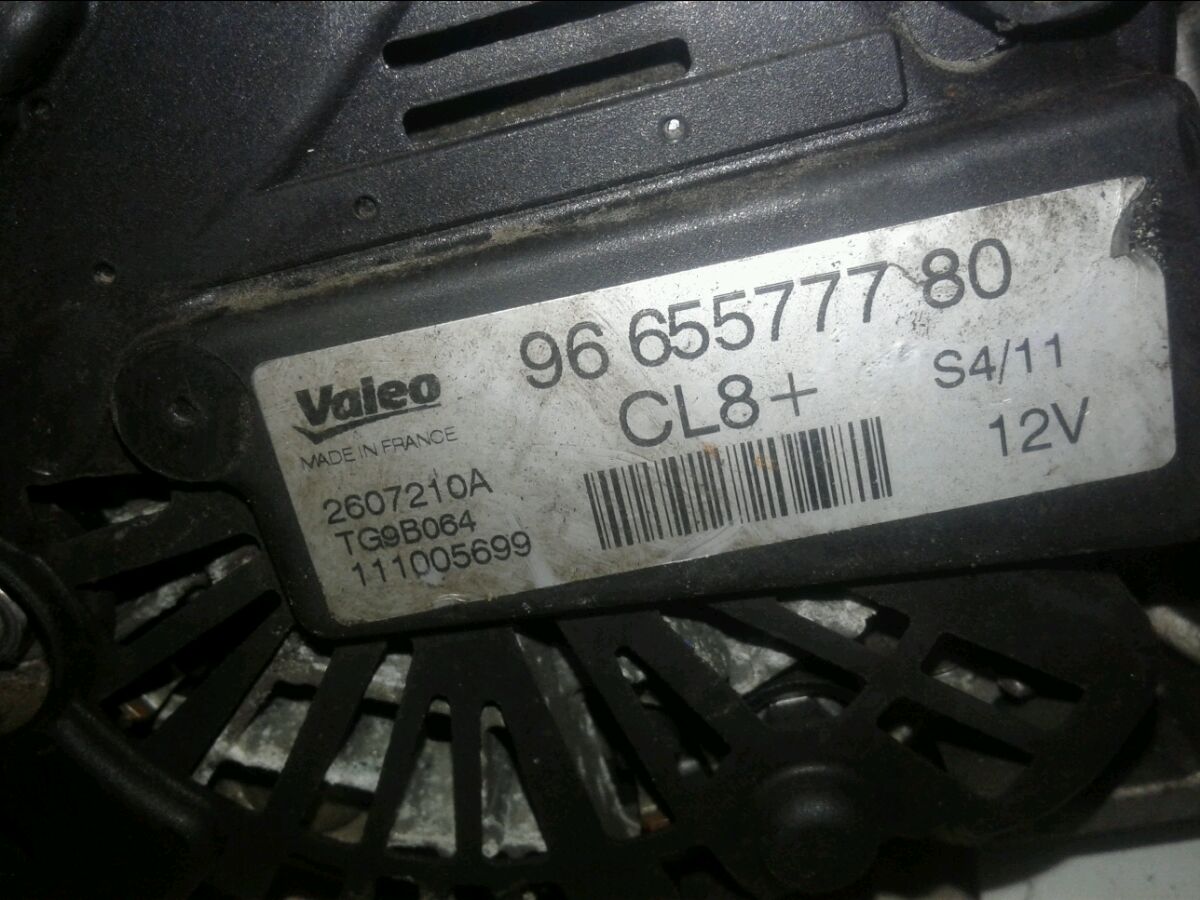 96 655777 80
Valeo
CL8+
S4/11
MADE IN FRANCE
12V
2607210A
TG9B064
111005699